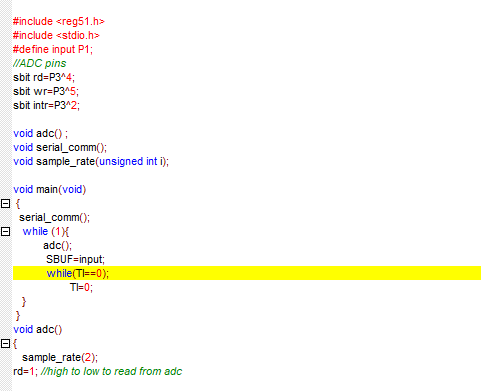 #include <reg51.h>
#include <stdio.h>
#define input P1;
//ADC pins
sbit rd=P3^4;
sbit wr=P3^5;
sbit intr=P3^2;
void adc() ;
void serial_comm();
void sample_rate(unsigned int i);
void main(void)
{
serial_comm();
while (1){
adc();
SBUF=input;
while(TI==0);
TI=0;
}
}
void adc()
{
sample_rate(2);
rd=1; //high to low to read from adc